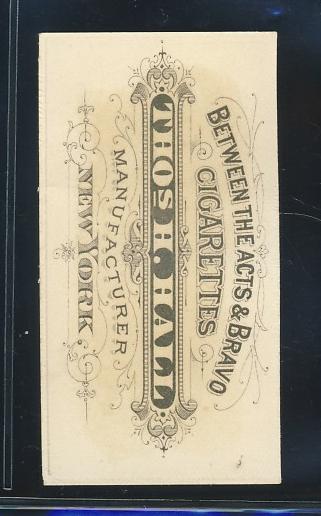 BETWEEN THE ACTS & BRAVO
CIGARETTES
THOS H. HALL
MANUFACTURER
NEW YORK.